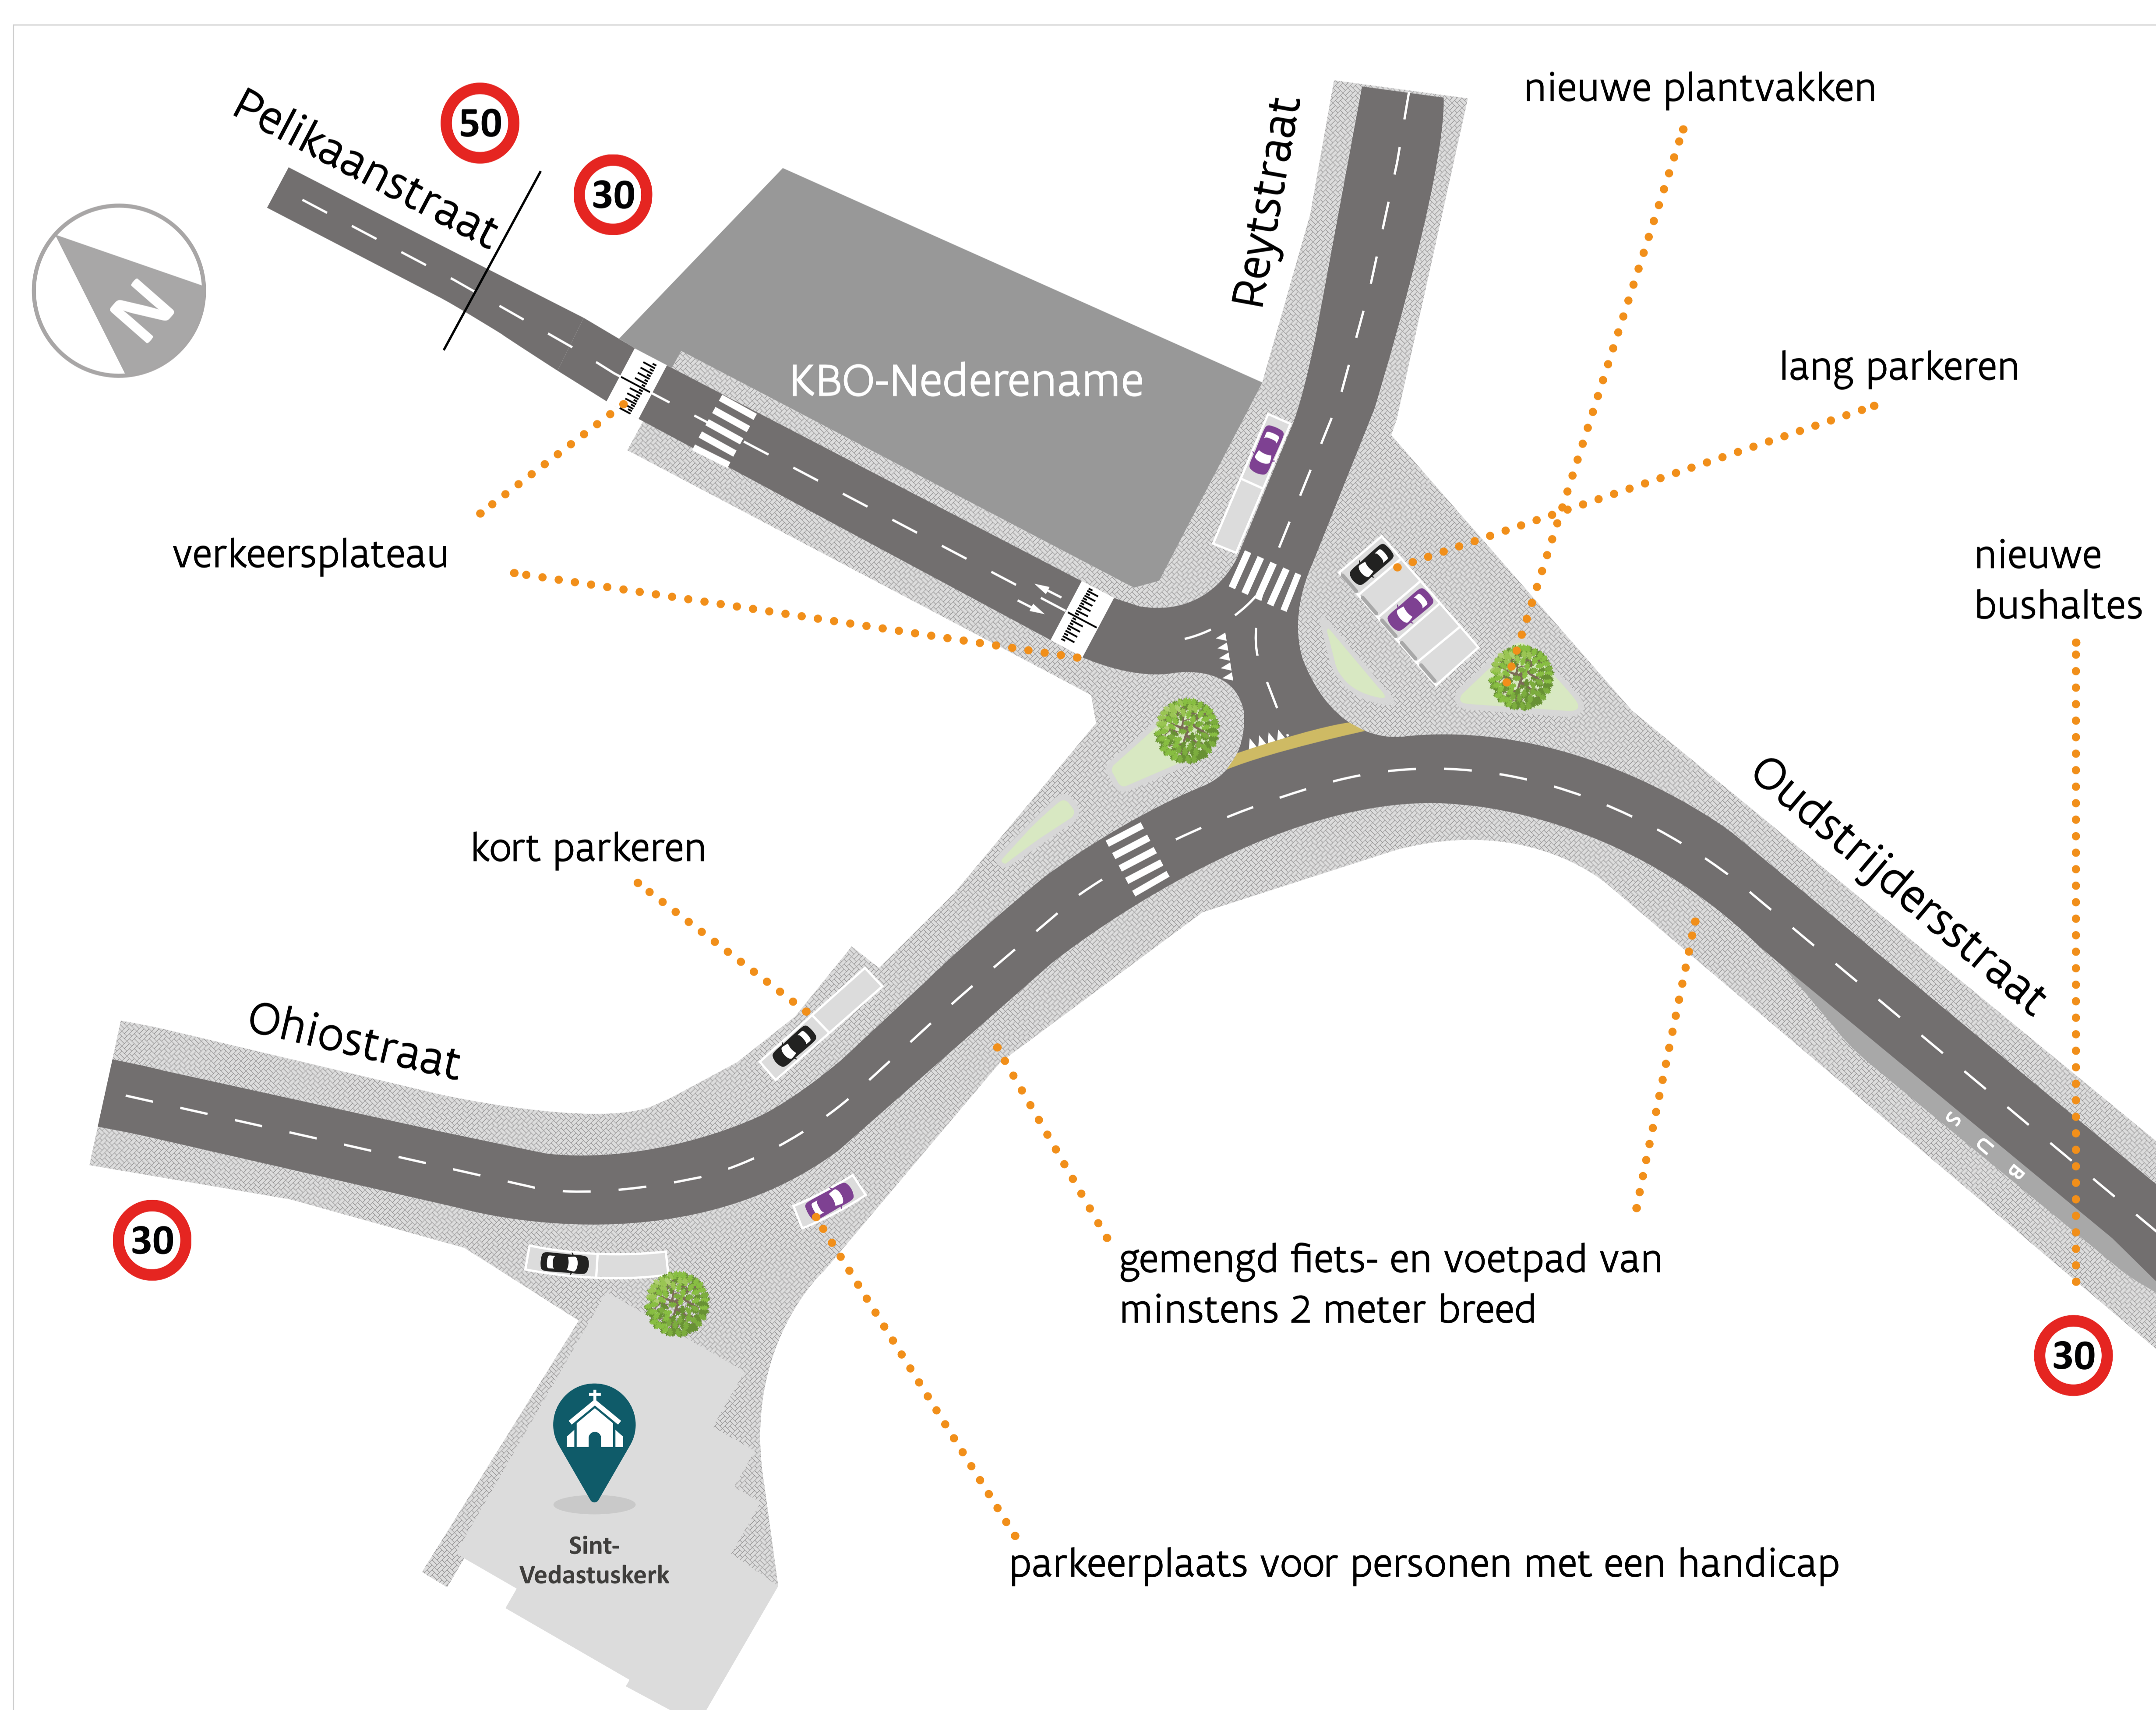 nieuwe plantvakken
Pelikaanstraat
50
30
Reytstraat
N
KBO-Nederename
lang parkeren
verkeersplateau
nieuwe
bushaltes
Oudstrijdersstraat
kort parkeren
Ohiostraat
BUS
30
gemengd fiets- en voetpad van
minstens 2 meter breed
30
Sint-
Vedastuskerk
parkeerplaats voor personen met een handicap